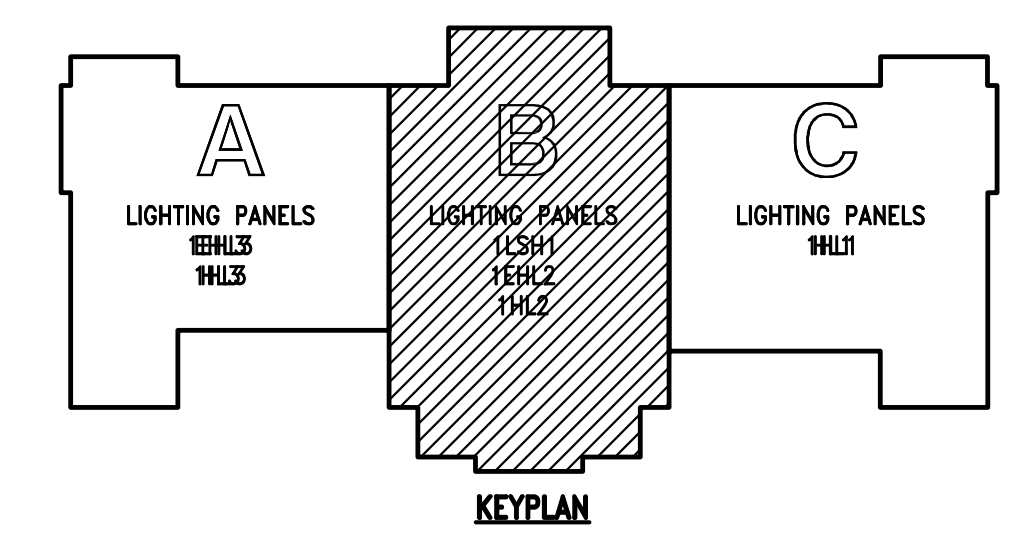 A
LIGHTING PANELS
1EHL3
1HL3
B
LIGHTING PANELS
1LSH1
1EHL2
1HL2
C
LIGHTING PANELS
1HL1
KEYPLAN